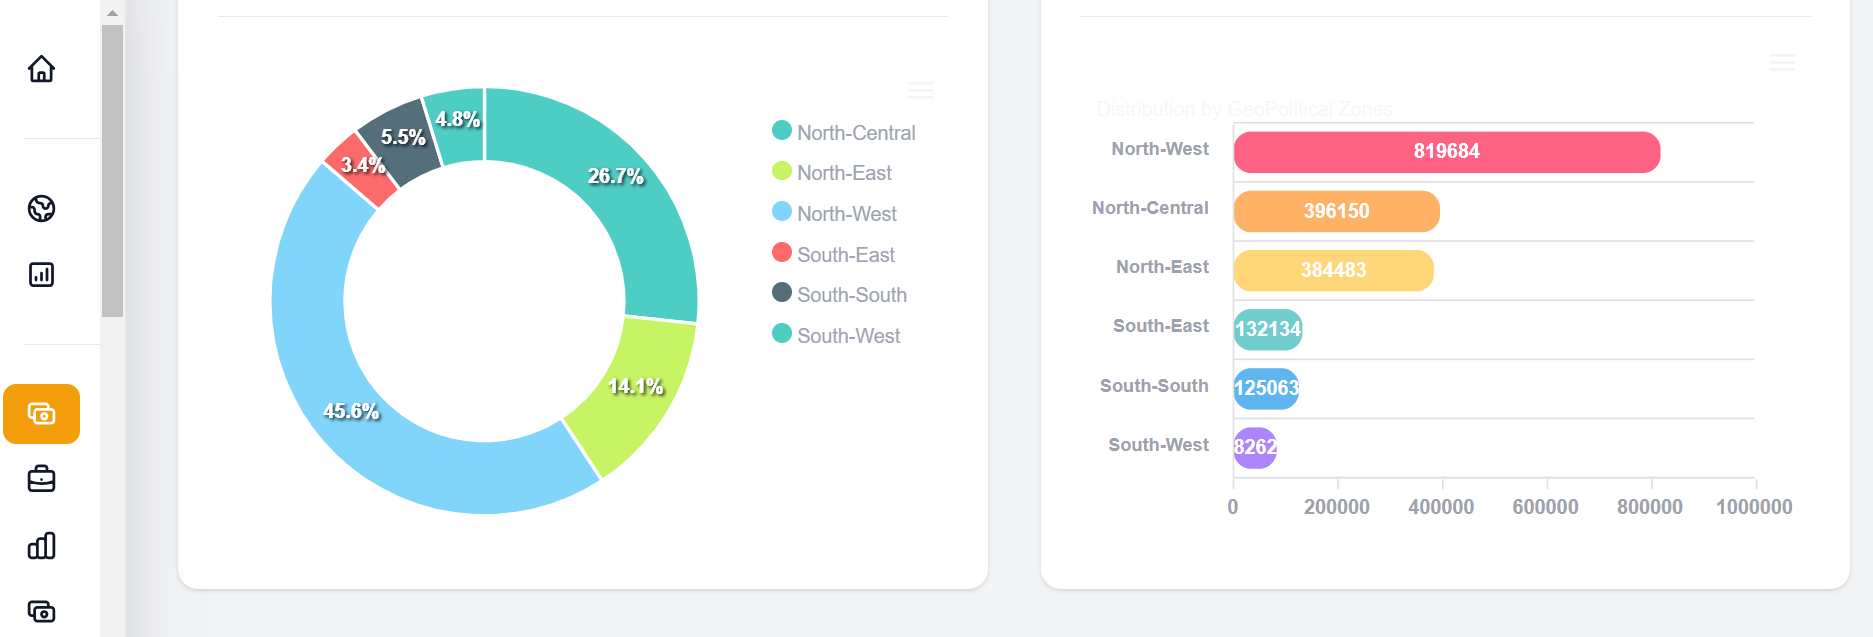 4.8%
5.5%
3.4%
26.7%
14.1%
45.6%
North-Central
North-East
North-West
South-East
South-South
South-West
Distribution by GeoPolitical Zones
North-West 819684
North-Central 396150
North-East 384483
South-East 132134
South-South 125063
South-West 8262
0 200000 400000 600000 800000 1000000